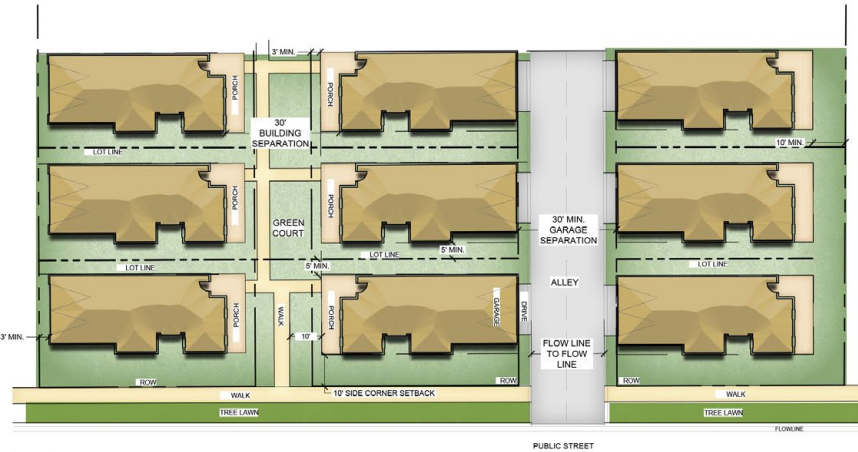 3' MIN.
PORCH
PORCH
30'
BUILDING
SEPARATION
10' MIN.
LOT LINE
PORCH
PORCH
GREEN
COURT
30' MIN.
GARAGE
SEPARATION
5' MIN.
LOT LINE
LOT LINE
5' MIN.
LOT LINE
ALLEY
PORCH
WALK
PORCH
GARAGE
DRIVE
3' MIN.
10'
FLOW LINE
TO FLOW
LINE
ROW
ROW
ROW
WALK
10' SIDE CORNER SETBACK
WALK
TREE LAWN
TREE LAWN
FLOWLINE
PUBLIC STREET